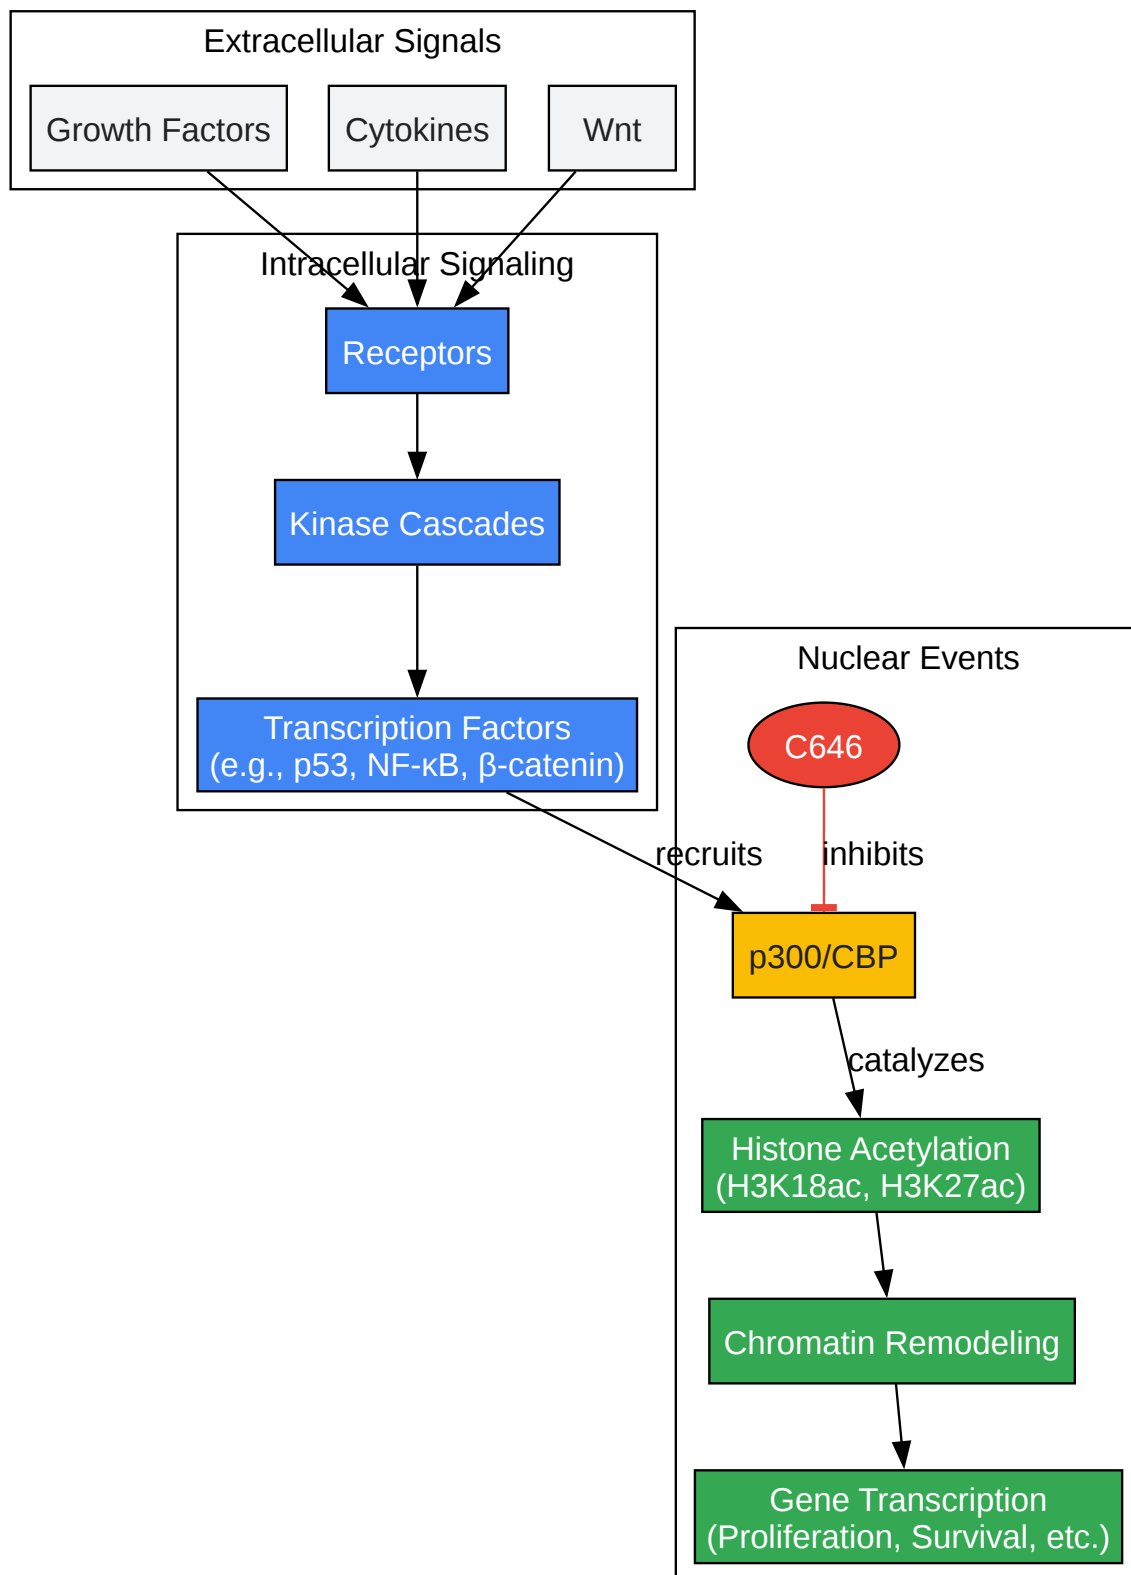 Extracellular Signals
Growth Factors
Cytokines
Wnt
Intracellular Signaling
Receptors
Kinase Cascades
Transcription Factors
(e.g., p53, NF-κB, β-catenin)
Nuclear Events
C646
recruits
inhibits
p300/CBP
catalyzes
Histone Acetylation
(H3K18ac, H3K27ac)
Chromatin Remodeling
Gene Transcription
(Proliferation, Survival, etc.)